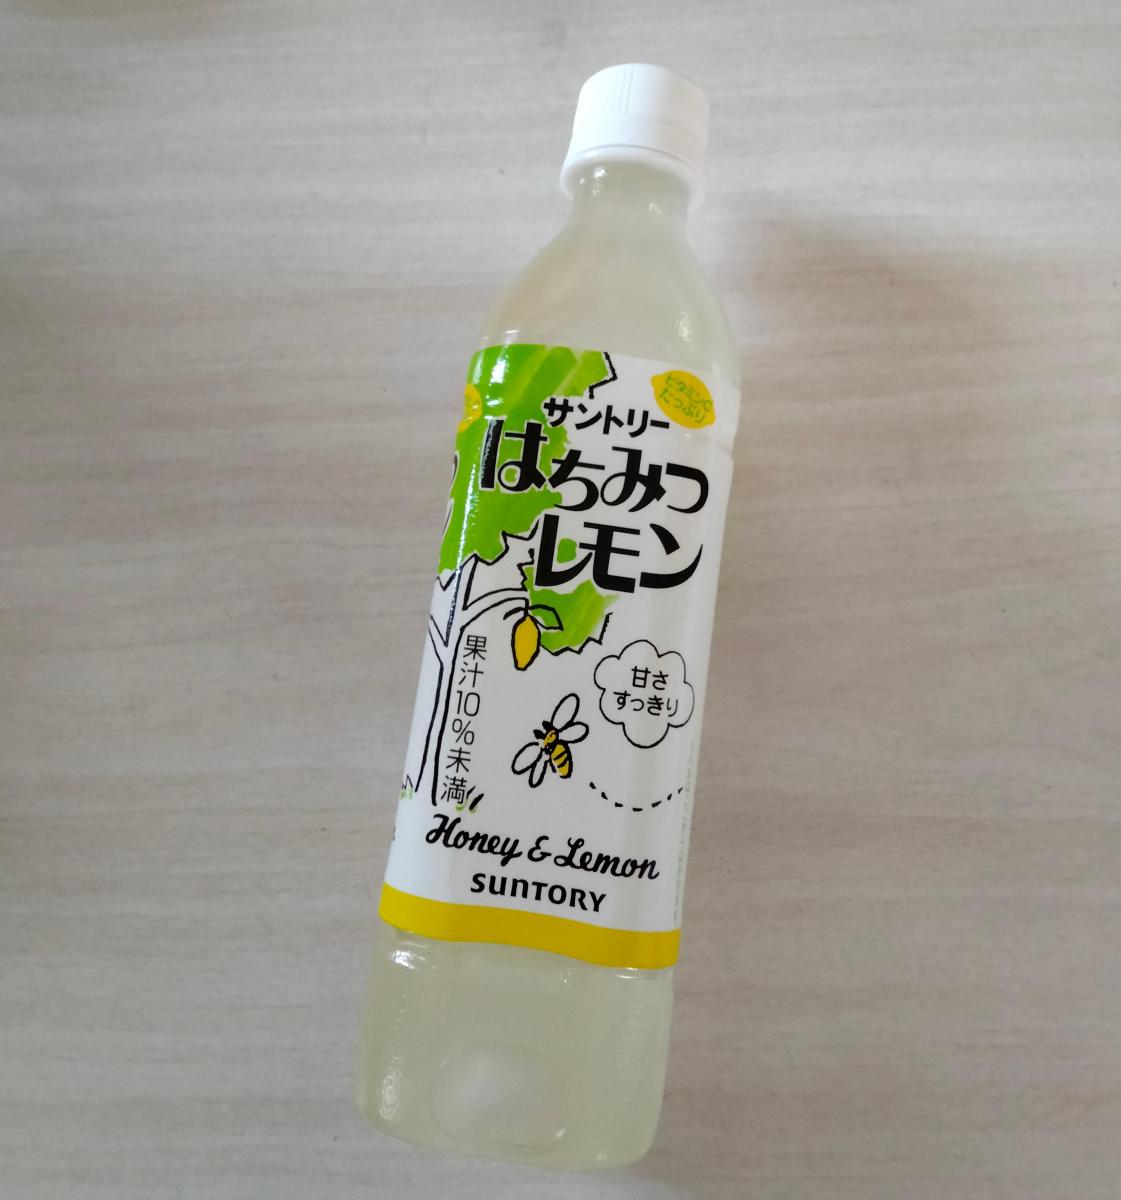 ビタミンC
たっぷり
サントリー
はちみつ
レモン
果汁10%未満
甘さ
すっきり
Honey & Lemon
SUNTORY